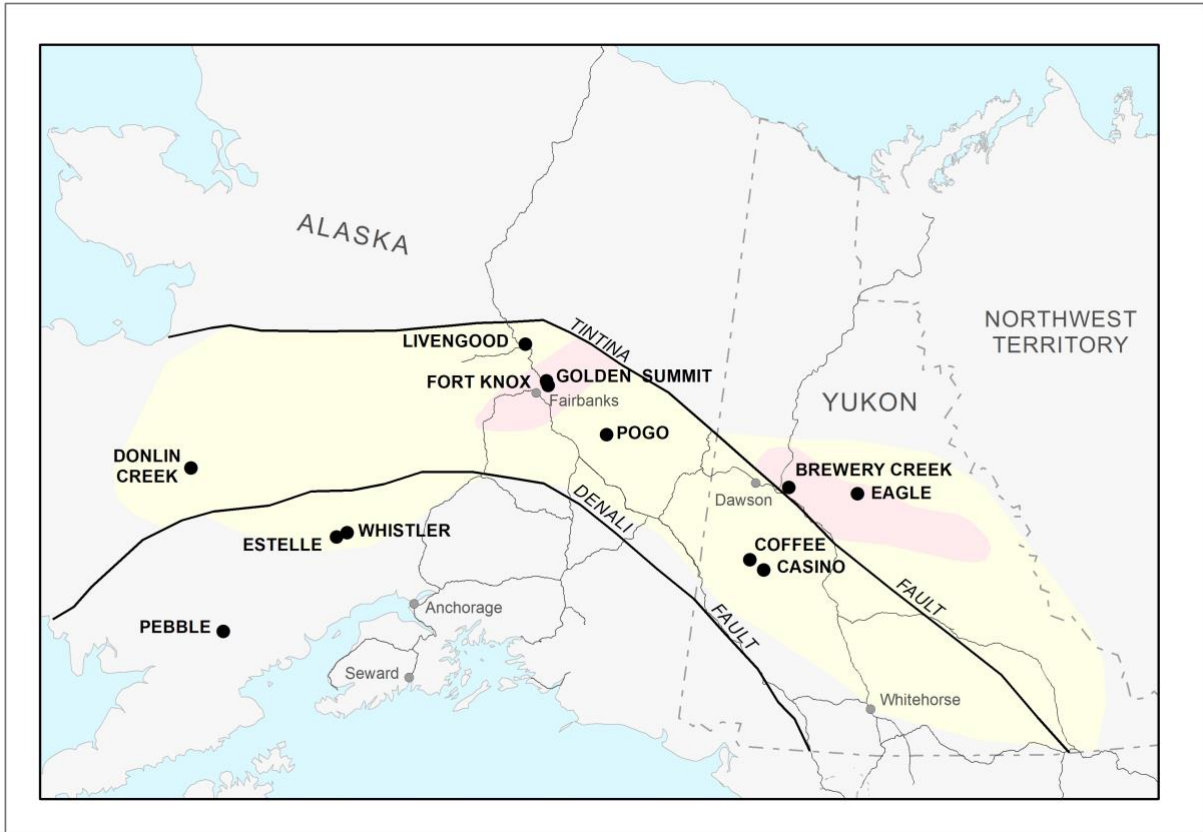 ALASKA
NORTHWEST
TERRITORY
TINTINA
LIVENGOOD
FORT KNOX
GOLDEN SUMMIT
Fairbanks
YUKON
POGO
DONLIN
CREEK
BREWERY CREEK
Dawson
EAGLE
DENALI
ESTELLE
WHISTLER
COFFEE
CASINO
Anchorage
FAULT
FAULT
PEBBLE
Seward
Whitehorse